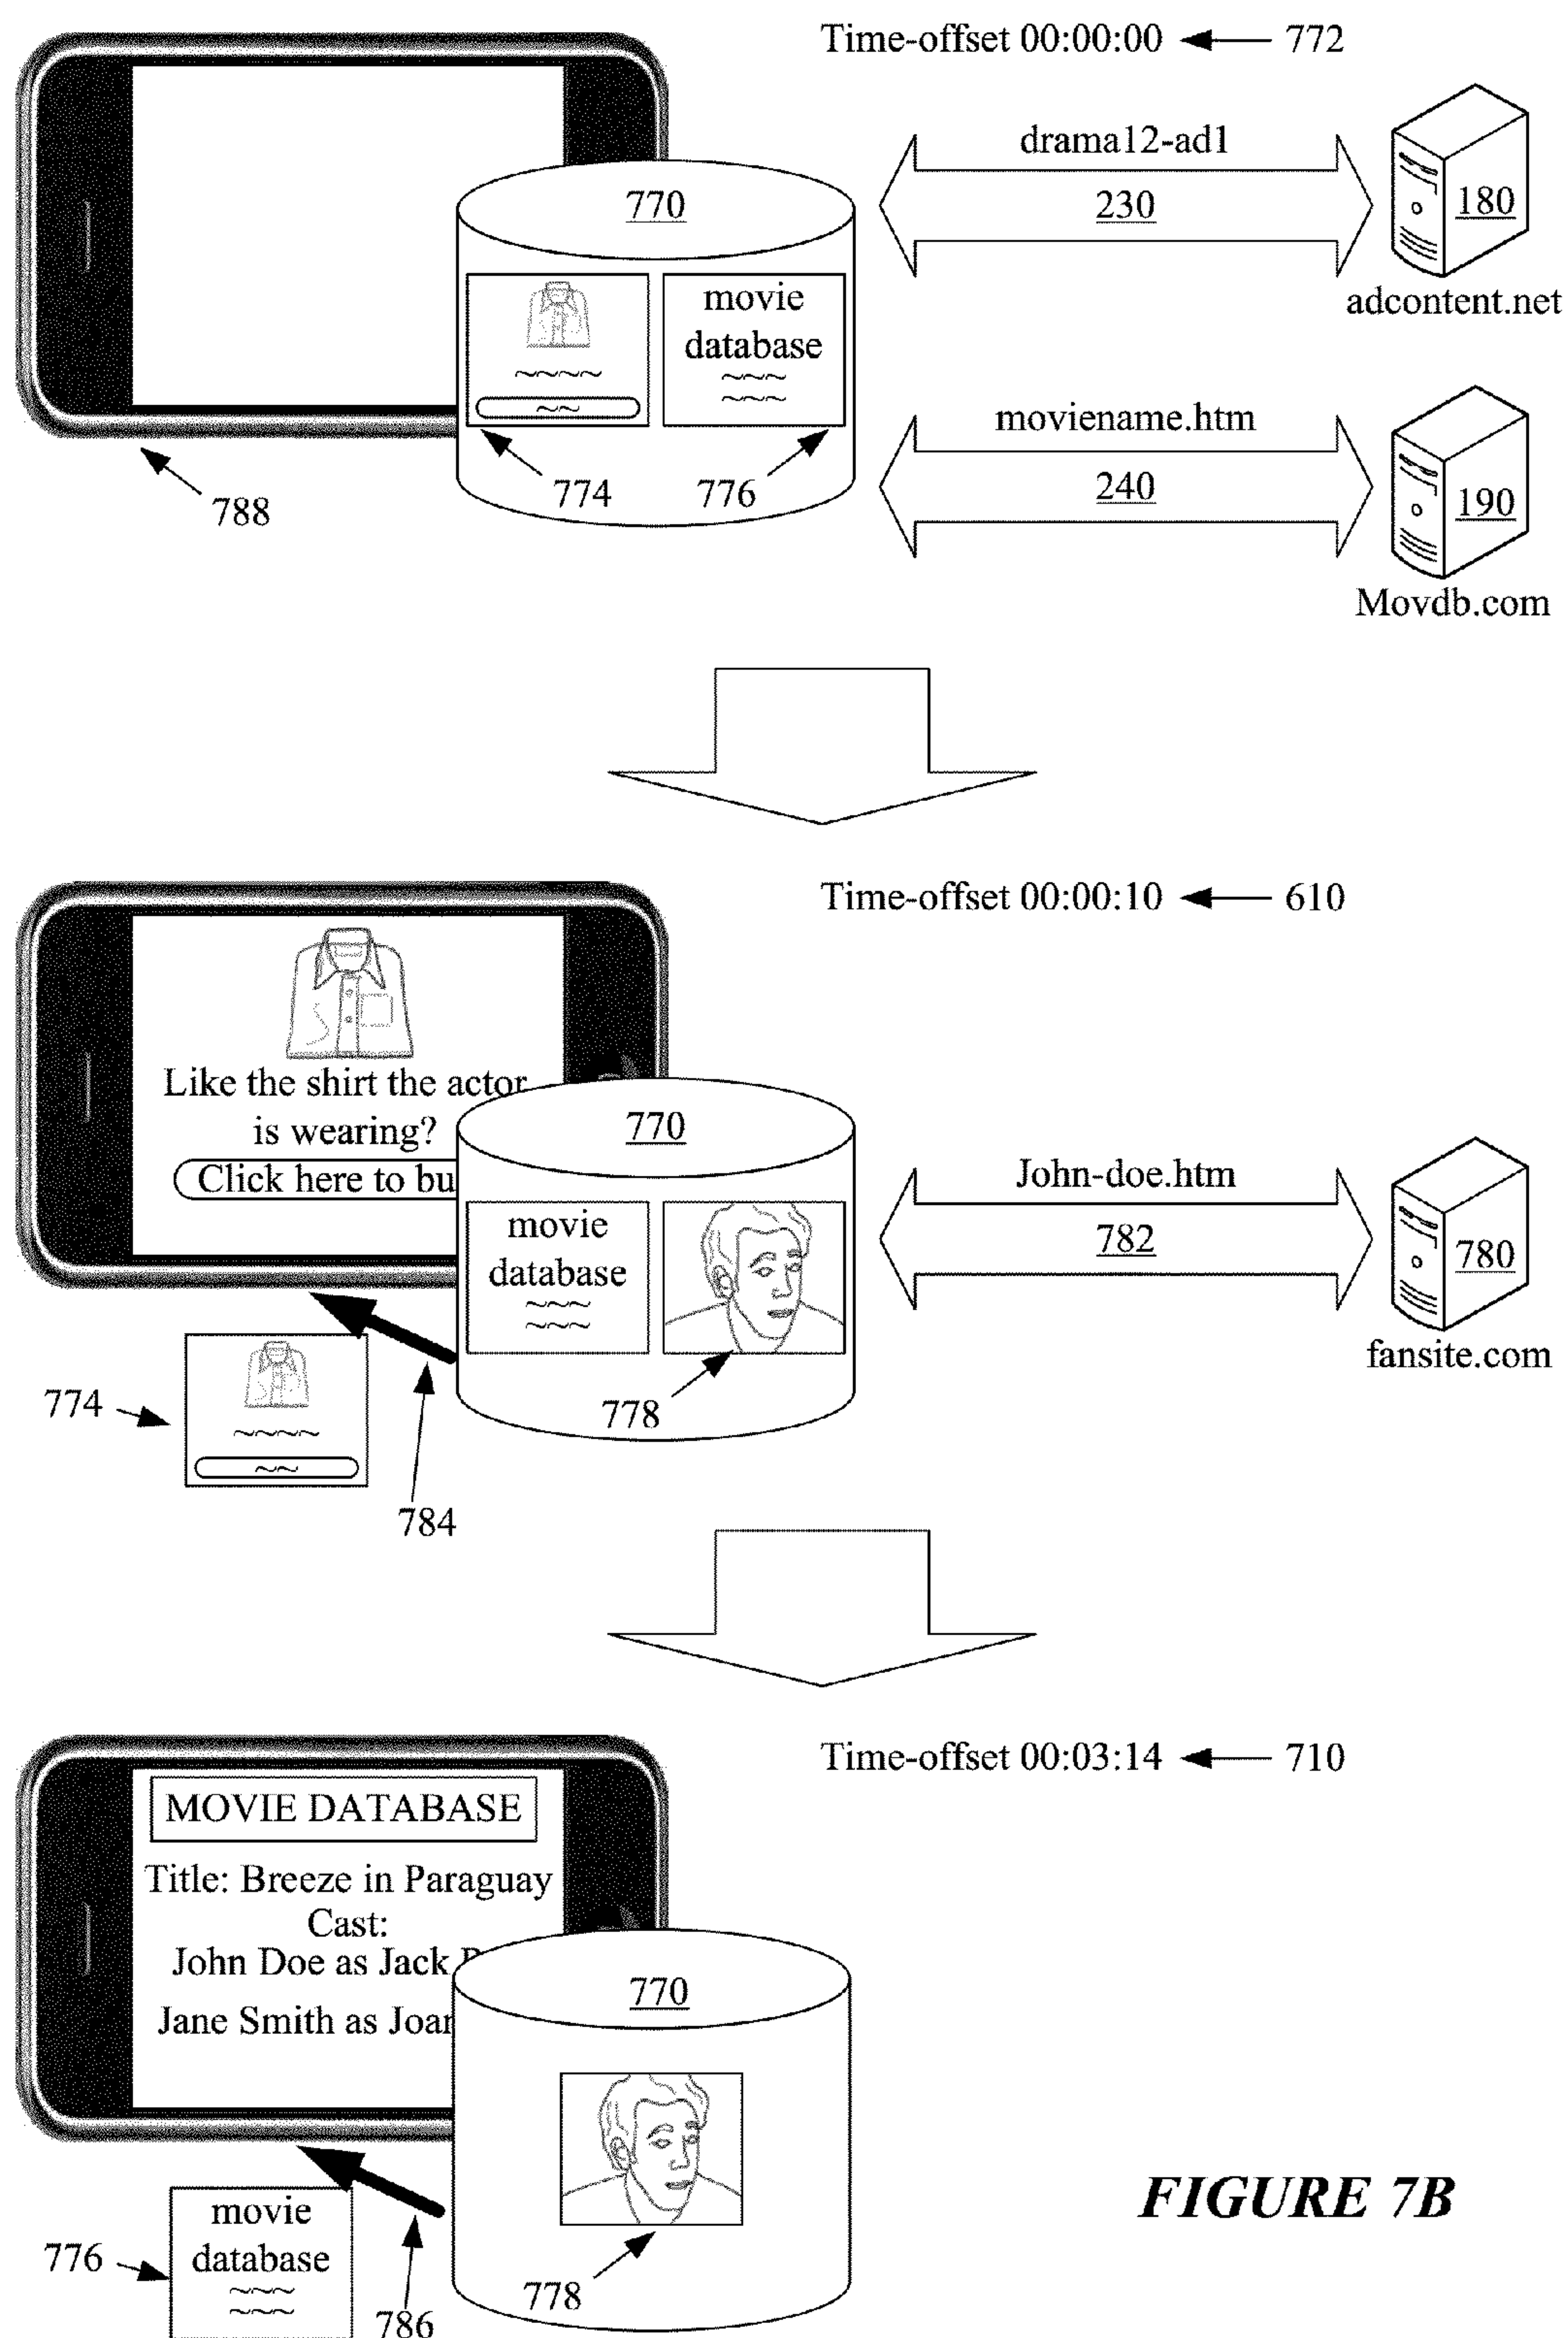 Time-offset 00:00:00
772
drama12-ad1
770
230
180
adcontent.net
movie
database
~~~~
~~~
~~~
~~
moviename.htm
774
776
240
190
788
Movdb.com
Time-offset 00:00:10
610
Like the shirt the actor
is wearing?
770
Click here to bu
John-doe.htm
movie
database
~~~
~~~
782
780
fansite.com
774
~~~~
~~
778
784
Time-offset 00:03:14
710
MOVIE DATABASE
Title: Breeze in Paraguay
Cast:
John Doe as Jack
770
Jane Smith as Joan
FIGURE 7B
776
movie
database
~~~
~~~
786
778